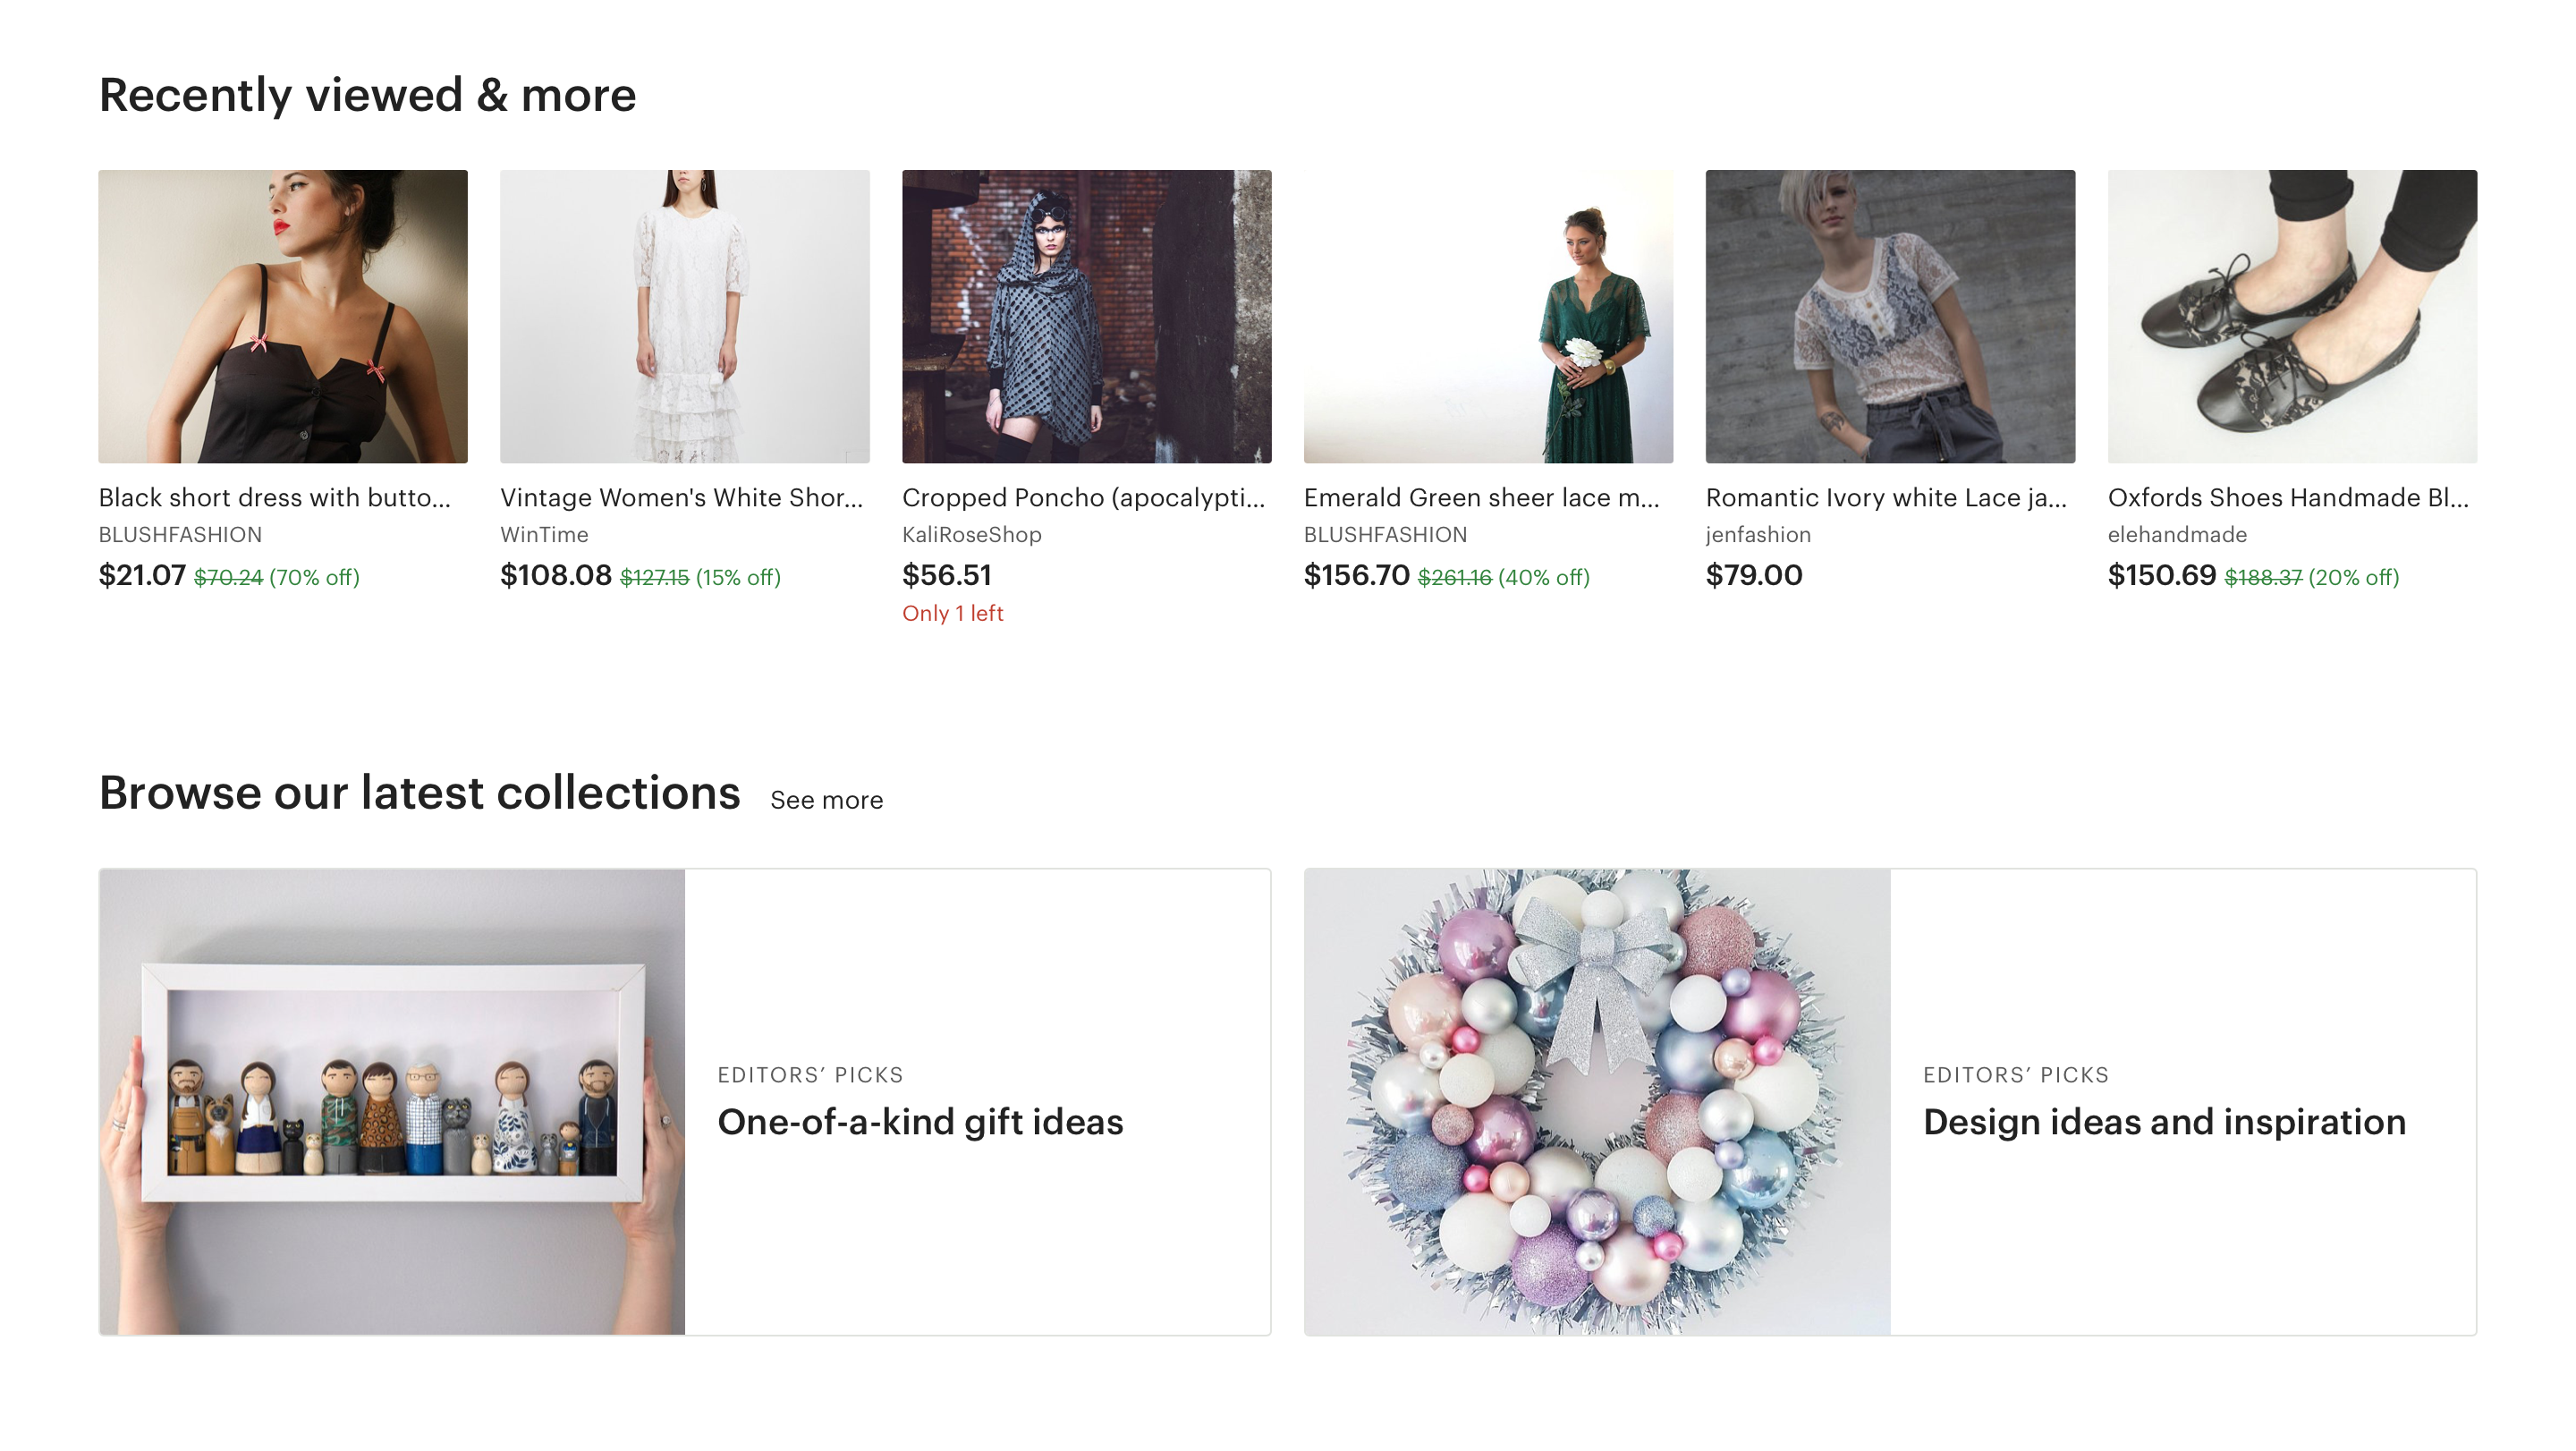 Recently viewed & more
Black short dress with butto...
BLUSHFASHION
$21.07 $70.24 (70% off)
Vintage Women's White Shor...
WinTime
$108.08 $127.15 (15% off)
Cropped Poncho (apocalypti...
KaliRoseShop
$56.51
Only 1 left
Emerald Green sheer lace m...
BLUSHFASHION
$156.70 $261.16 (40% off)
Romantic Ivory white Lace ja...
jenfashion
$79.00
Oxfords Shoes Handmade Bl...
elehandmade
$150.69 $188.37 (20% off)
Browse our latest collections See more
EDITORS’ PICKS
One-of-a-kind gift ideas
EDITORS’ PICKS
Design ideas and inspiration